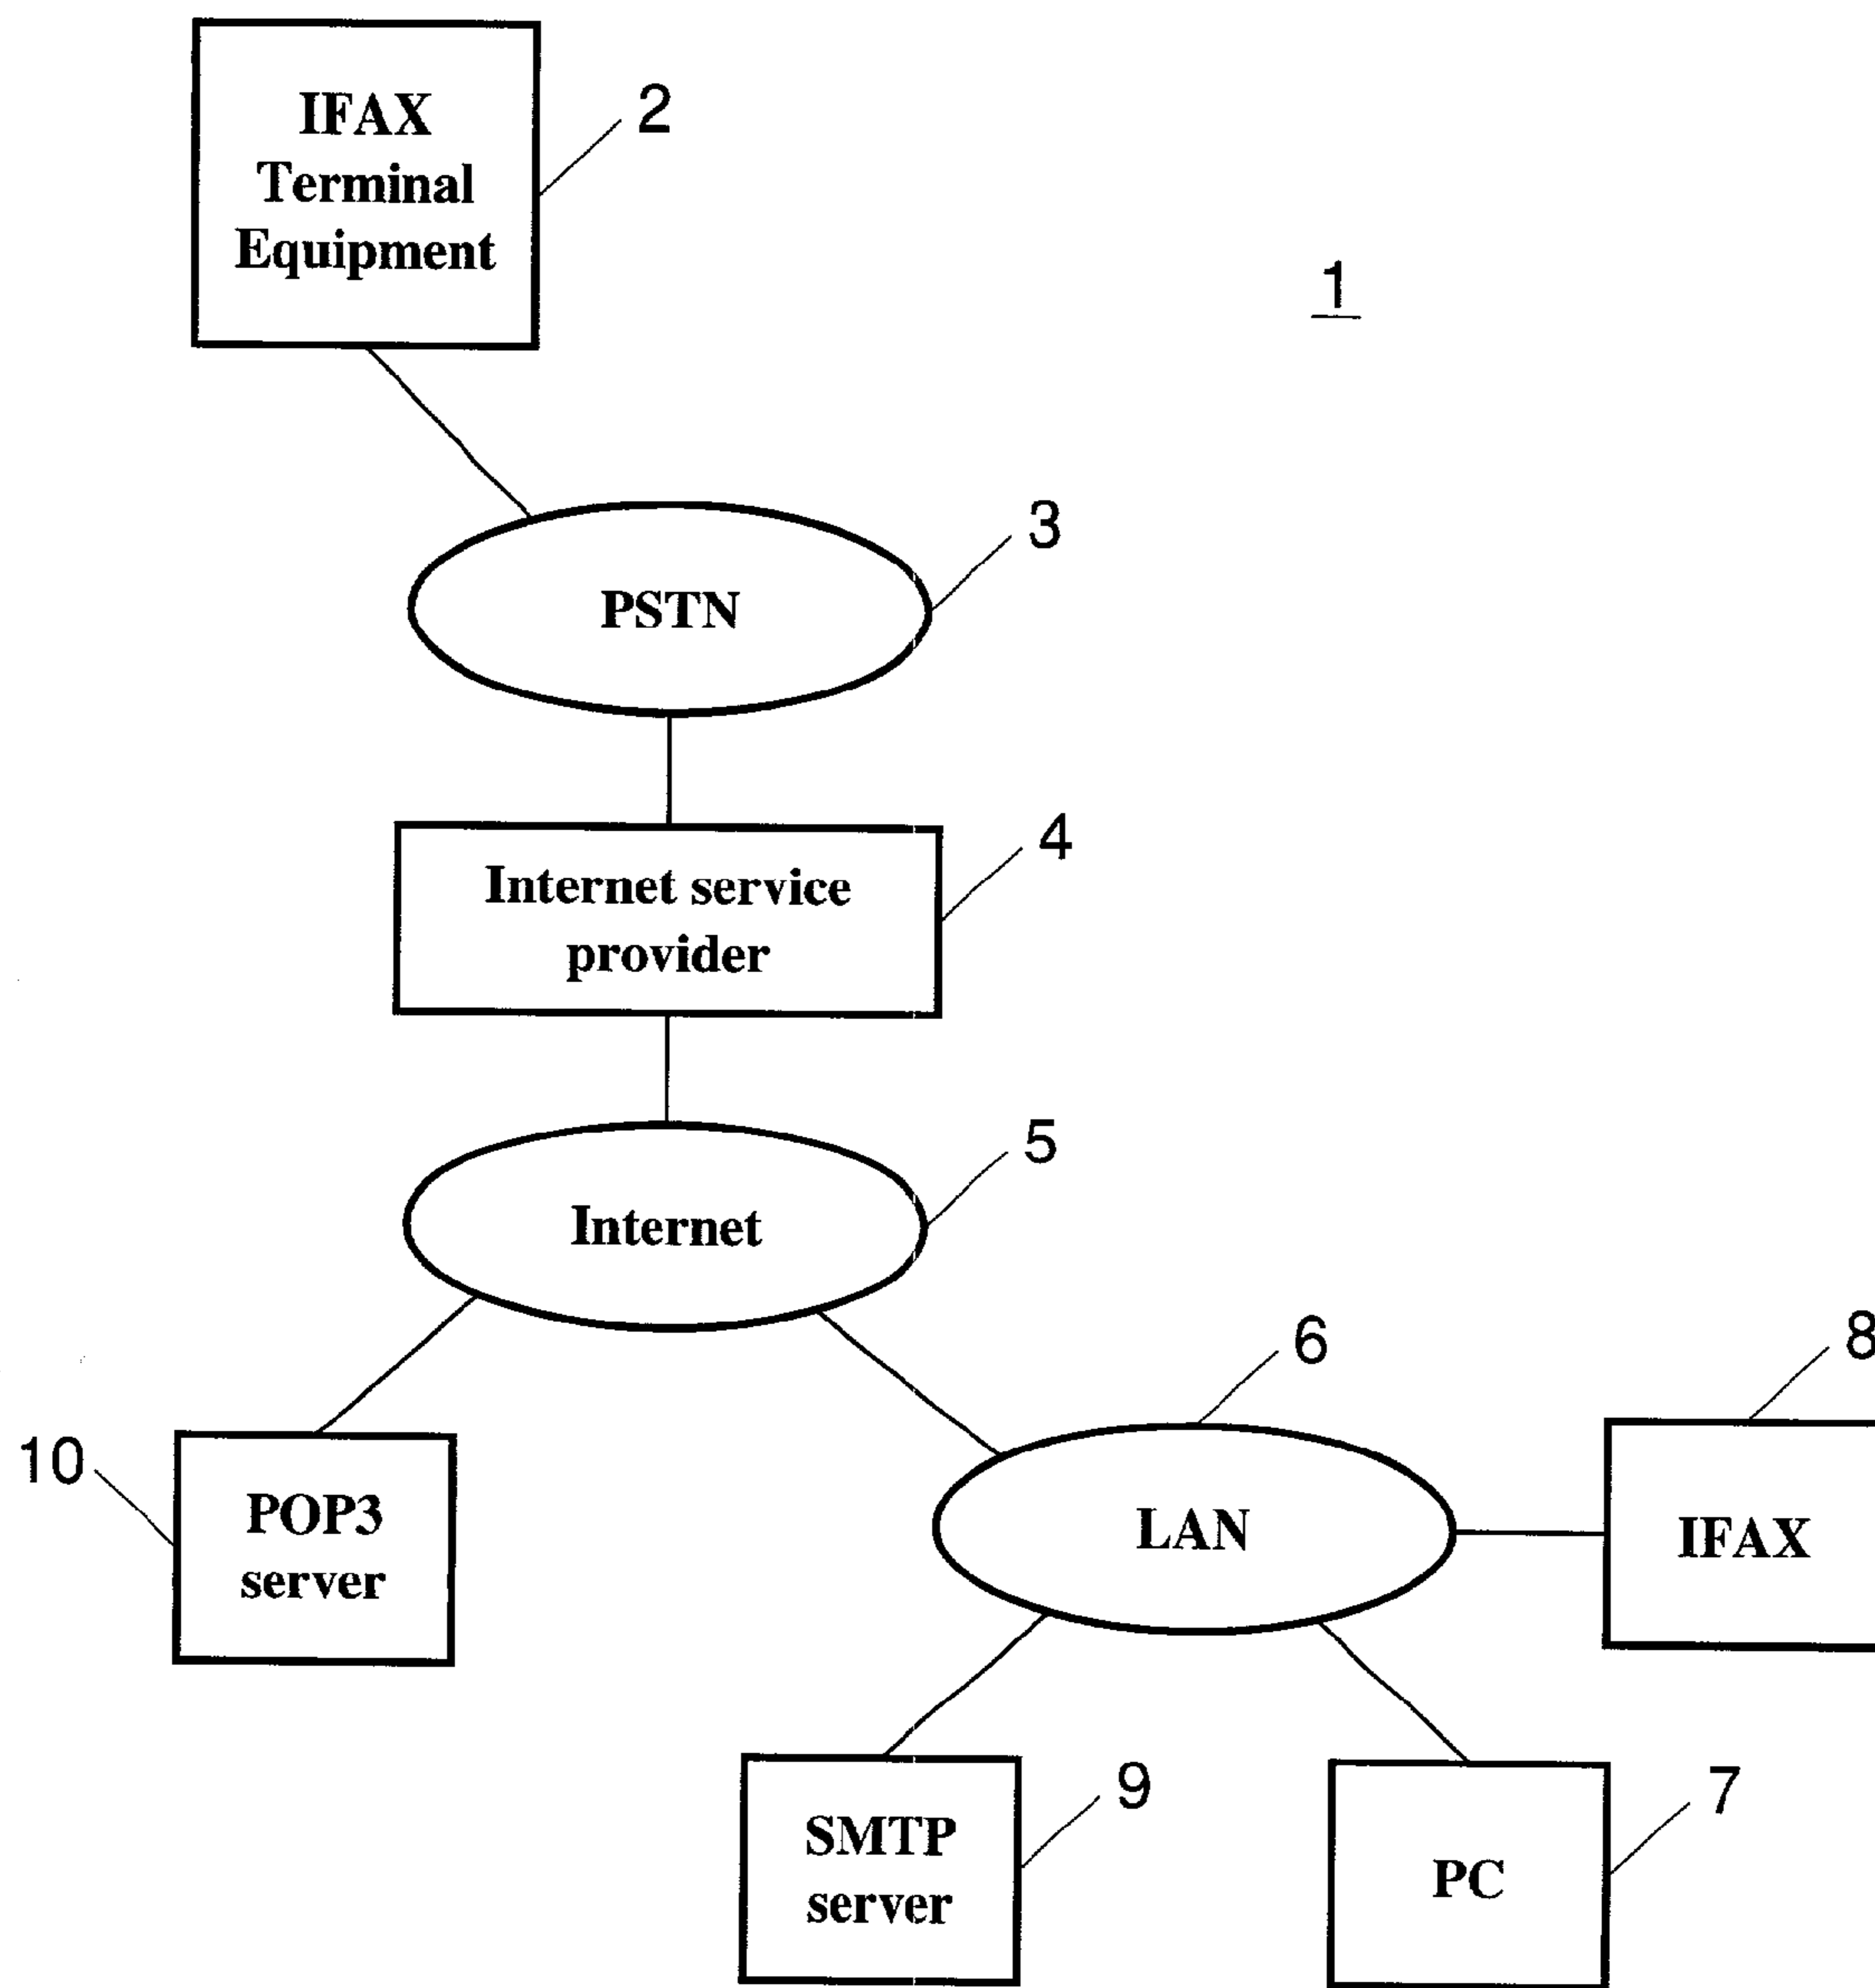 IFAX
Terminal
Equipment
2
1
PSTN
3
Internet service
provider
4
Internet
5
6
8
10
POP3
server
LAN
IFAX
SMTP
server
9
PC
7